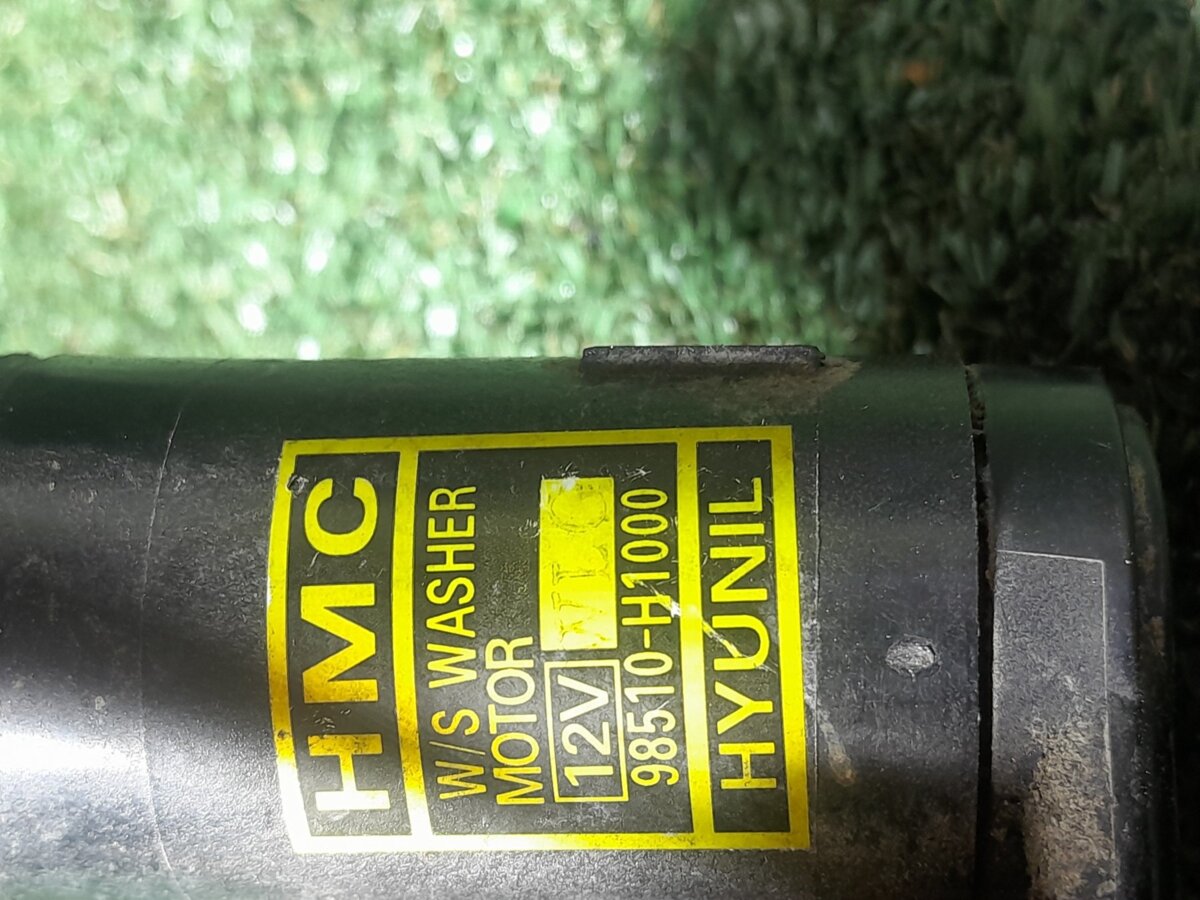 HMC
W/S WASHER
MOTOR
12V
98510-H1000
HYUNIL